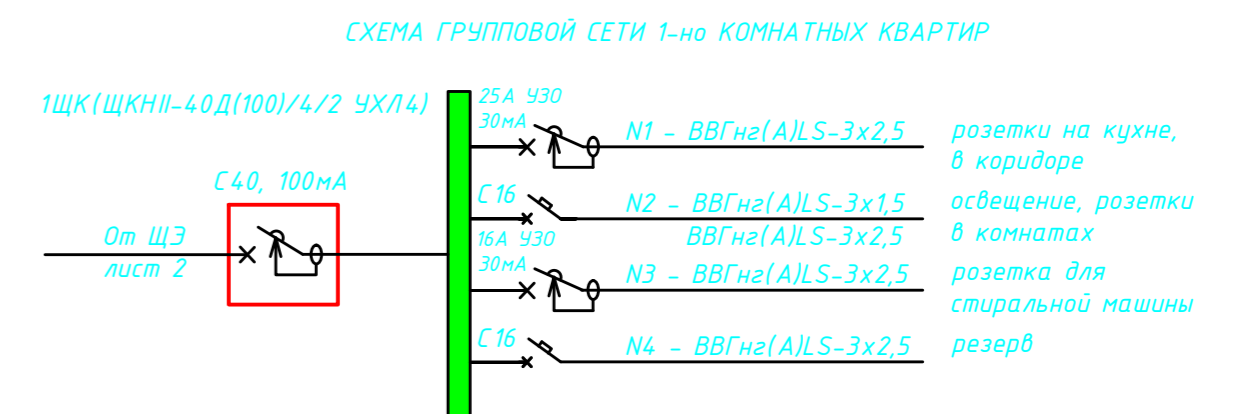 СХЕМА ГРУППОВОЙ СЕТИ 1-но КОМНАТНЫХ КВАРТИР
1ЩК(ЩКНII-40Д(100)/4/2 УХЛ4)
С40, 100мА
От ЩЭ
лист 2
25А УЗО
30мА
N1 - ВВГнг(А)LS-3х2,5
розетки на кухне,
в коридоре
С16
N2 - ВВГнг(А)LS-3х1,5
ВВГнг(А)LS-3х2,5
освещение, розетки
в комнатах
16А УЗО
30мА
N3 - ВВГнг(А)LS-3х2,5
розетка для
стиральной машины
С16
N4 - ВВГнг(А)LS-3х2,5
резерв